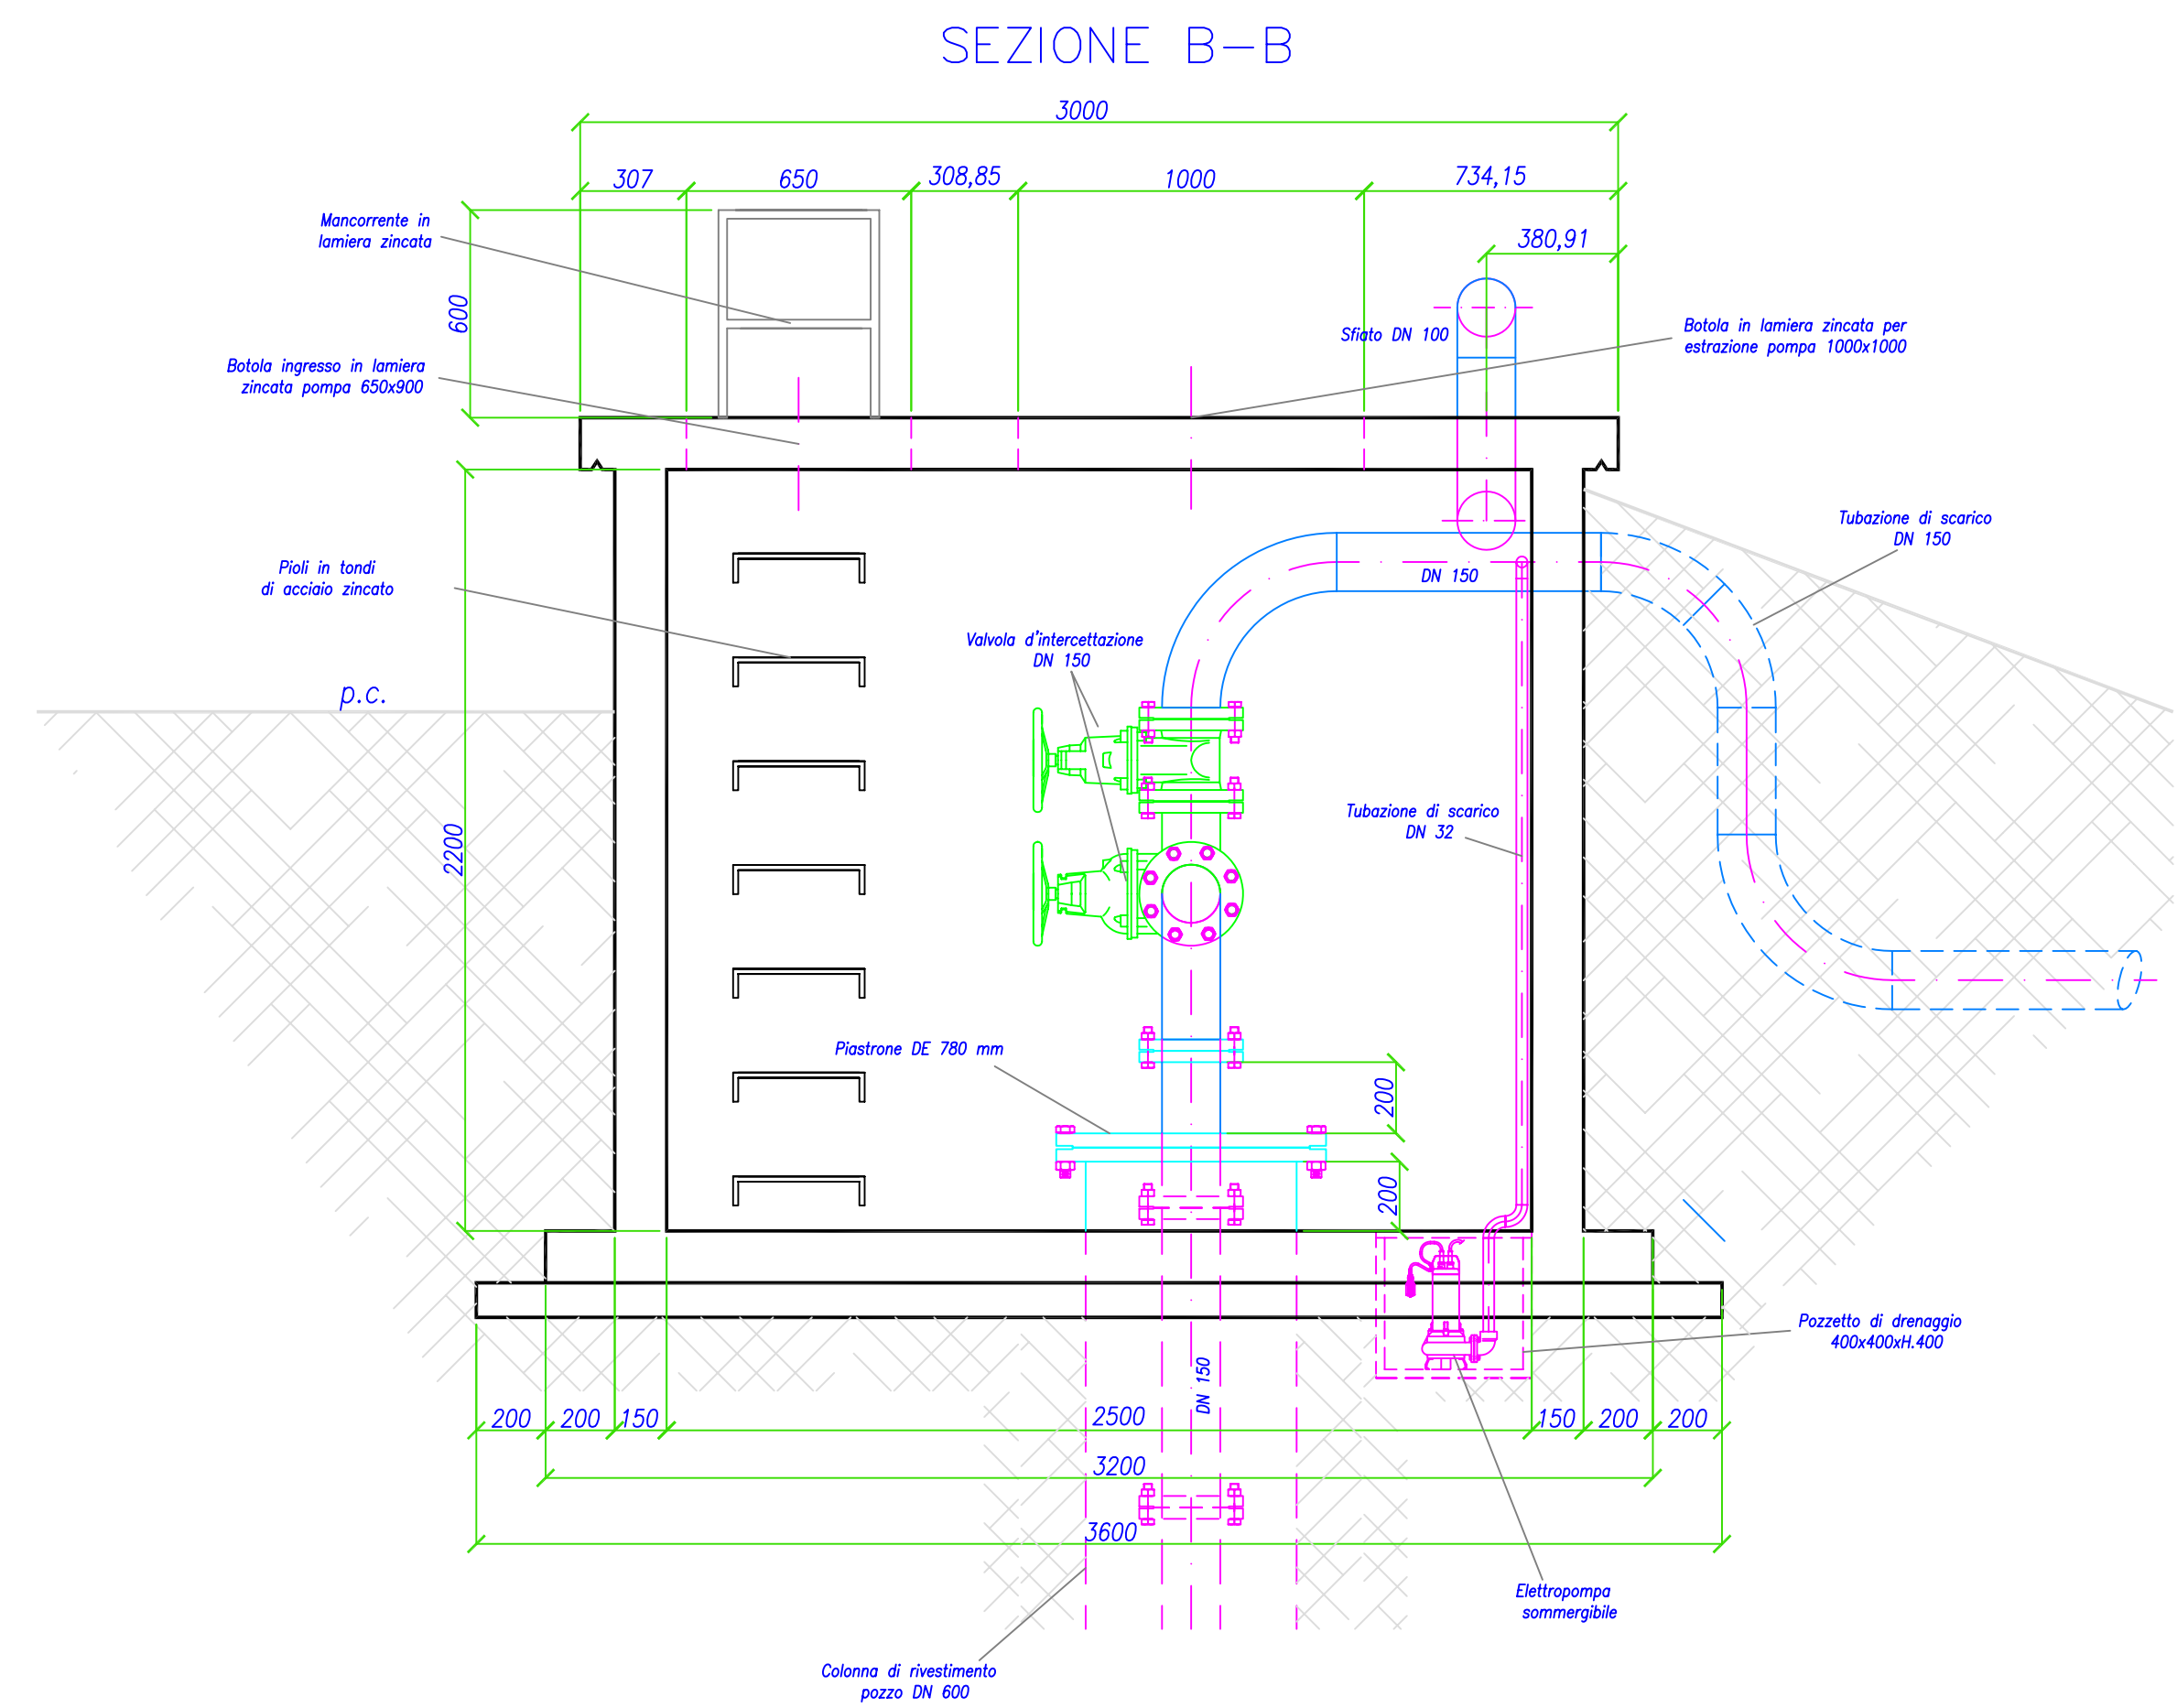 SEZIONE B-B
3000
307
650
308,85
1000
734,15
380,91
Mancorrente in
lamiera zincata
600
Sfiato DN 100
Botola in lamiera zincata per
estrazione pompa 1000x1000
Botola ingresso in lamiera
zincata pompa 650x900
Tubazione di scarico
DN 150
Pioli in tondi
di acciaio zincato
DN 150
Valvola d'intercettazione
DN 150
p.c.
2200
Tubazione di scarico
DN 32
Piastrone DE 780 mm
200
200
Pozzetto di drenaggio
400x400xH.400
DN 150
200
200
150
2500
150
200
200
3200
3600
Elettropompa
sommergibile
Colonna di rivestimento
pozzo DN 600